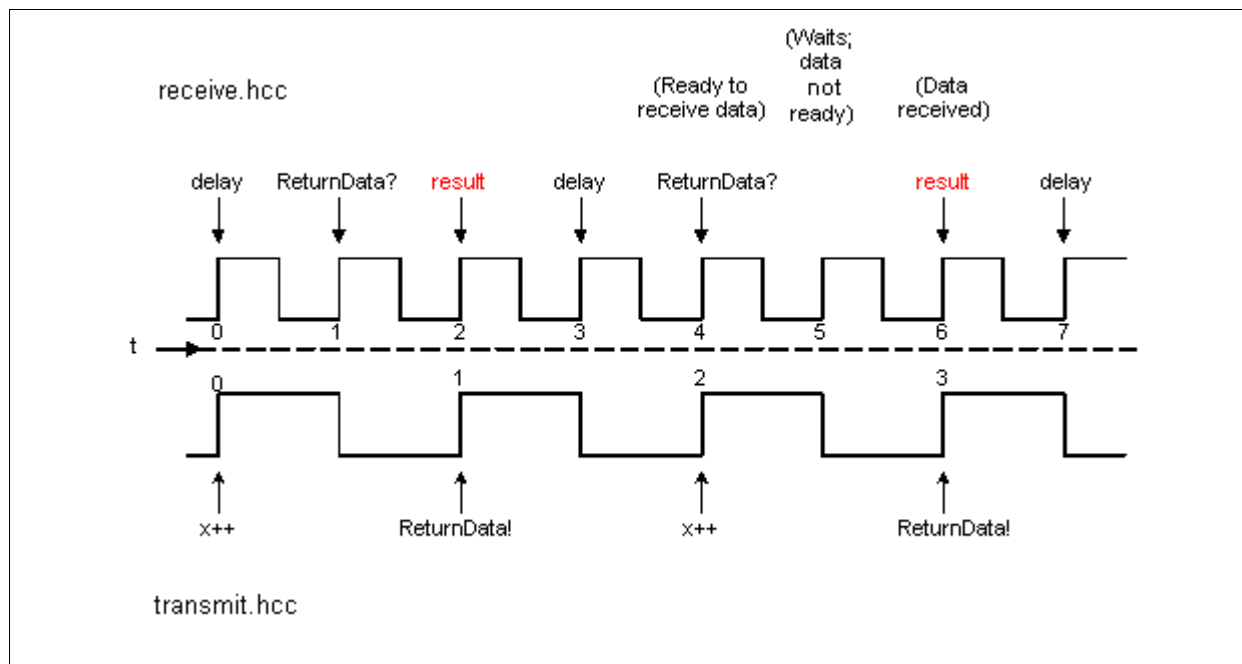 receive.hcc
(Ready to
receive data)
(Waits;
data
not
ready)
(Data
received)
delay ReturnData? result delay ReturnData? result delay
0 1 2 3 4 5 6 7
t
0 1 2 3
x++ ReturnData! x++ ReturnData!
transmit.hcc